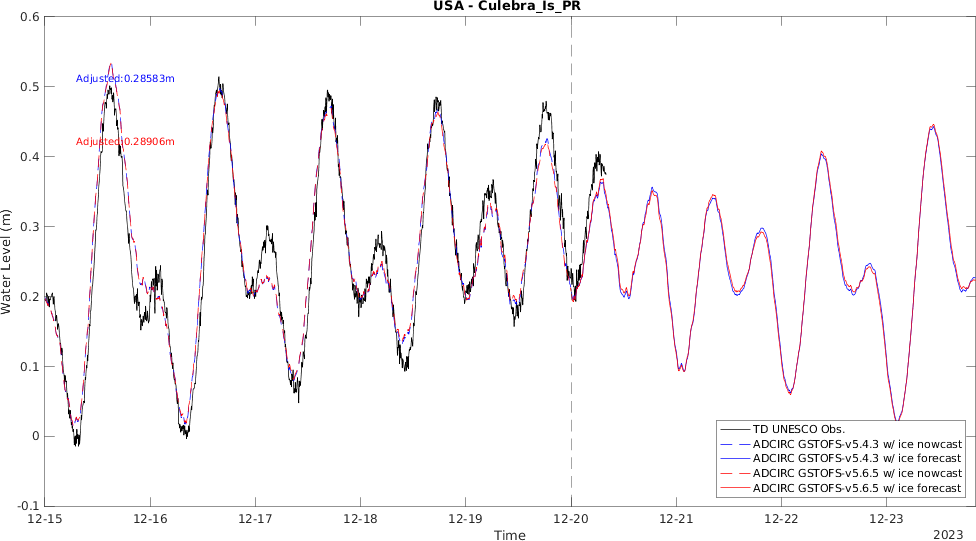 USA - Culebra_Is_PR
0.6
0.5
0.4
0.3
0.2
0.1
0
-0.1
Water Level (m)
Adjusted:0.28583m
Adjusted:0.28906m
TD UNESCO Obs.
ADCIRC GSTOFS-v5.4.3 w/ ice nowcast
ADCIRC GSTOFS-v5.4.3 w/ ice forecast
ADCIRC GSTOFS-v5.6.5 w/ ice nowcast
ADCIRC GSTOFS-v5.6.5 w/ ice forecast
12-15 12-16 12-17 12-18 12-19 12-20 12-21 12-22 12-23
Time
2023